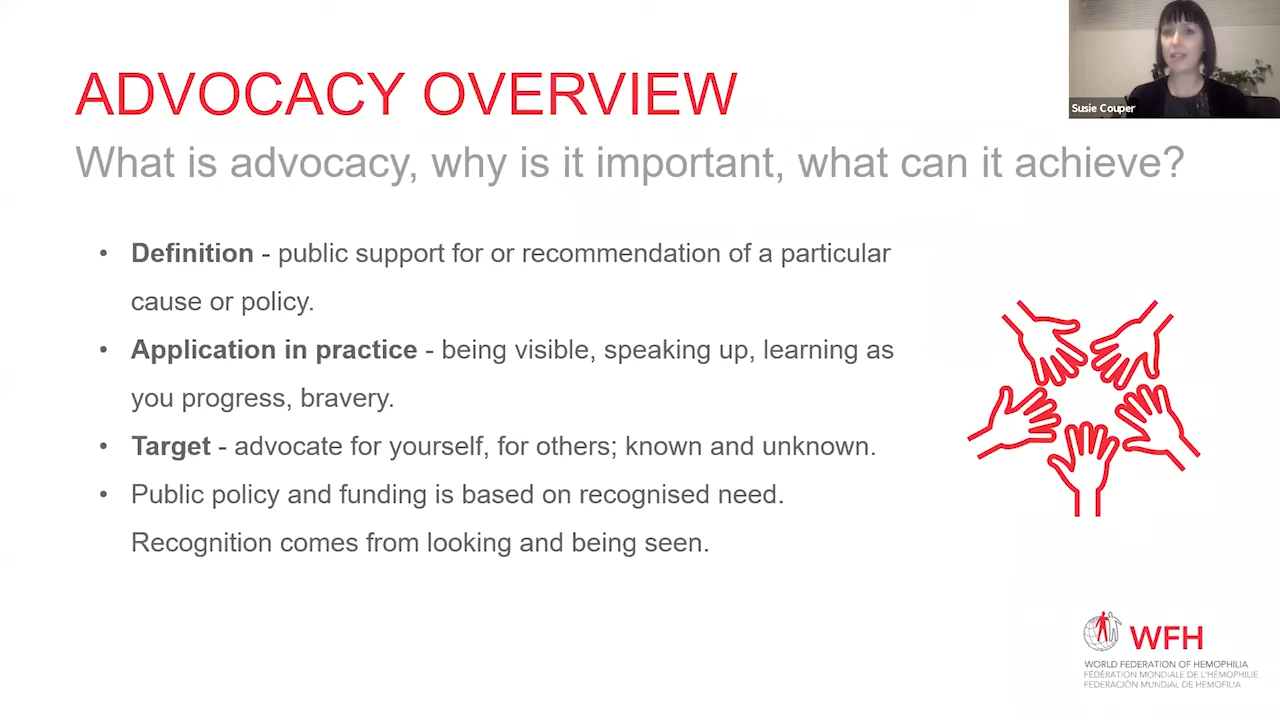 Susie Couper
ADVOCACY OVERVIEW
What is advocacy, why is it important, what can it achieve?
• Definition - public support for or recommendation of a particular
cause or policy.
• Application in practice - being visible, speaking up, learning as
you progress, bravery.
• Target - advocate for yourself, for others; known and unknown.
• Public policy and funding is based on recognised need.
Recognition comes from looking and being seen.
WFH
WORLD FEDERATION OF HEMOPHILIA
FÉDÉRATION MONDIALE DE L'HÉMOPHILIE
FEDERACIÓN MUNDIAL DE HEMOFILIA